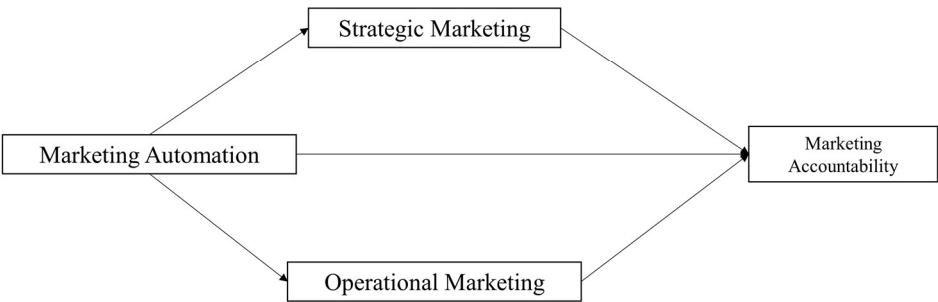 Strategic Marketing
Marketing Automation
Marketing
Accountability
Operational Marketing